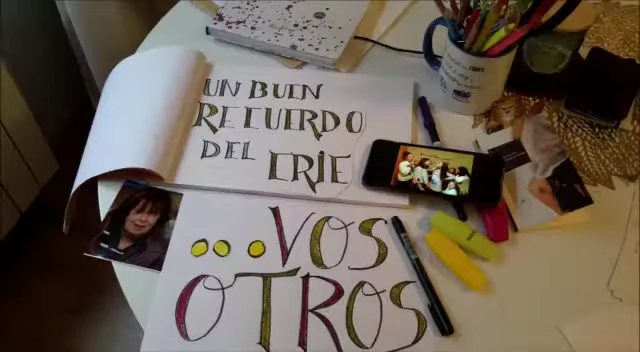 UN BUEN
RECUERDO
DEL CRIE
...VOS
OTROS